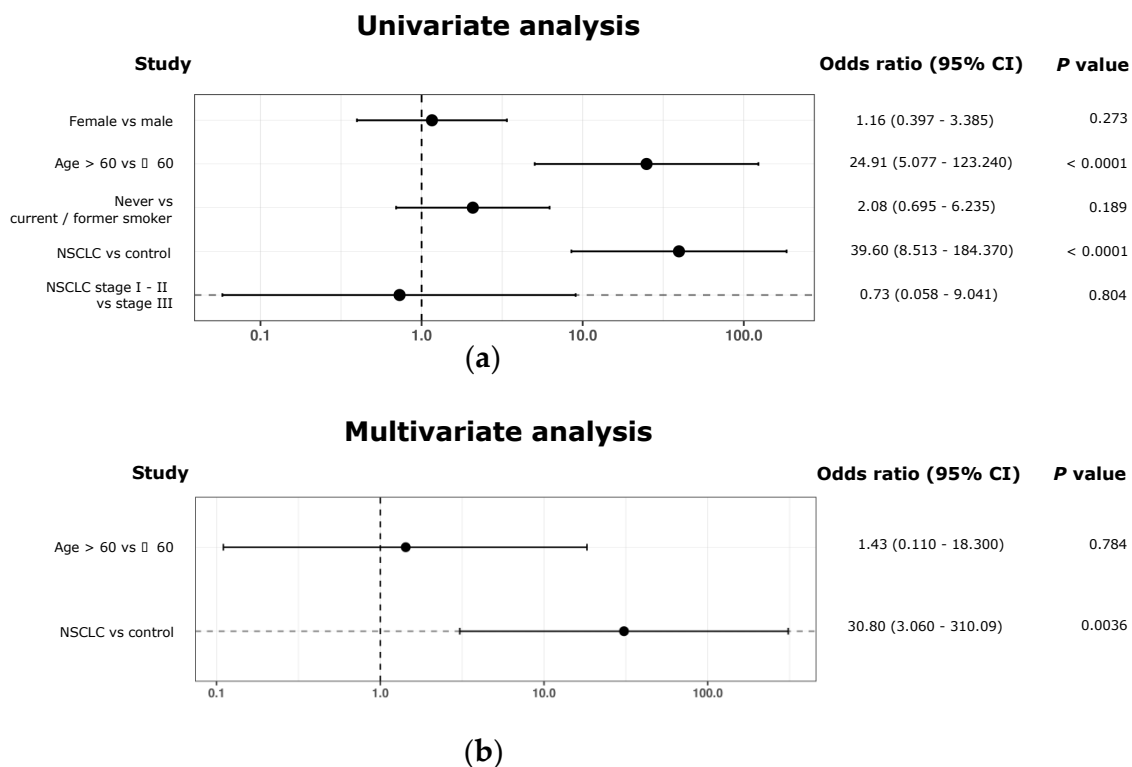 Univariate analysis
Study Odds ratio (95% CI) P value
Female vs male 1.16 (0.397 - 3.385) 0.273
Age > 60 vs ▯ 60 24.91 (5.077 - 123.240) < 0.0001
Never vs
current / former smoker 2.08 (0.695 - 6.235) 0.189
NSCLC vs control 39.60 (8.513 - 184.370) < 0.0001
NSCLC stage I - II
vs stage III 0.73 (0.058 - 9.041) 0.804
0.1 1.0 10.0 100.0
(a)
Multivariate analysis
Study Odds ratio (95% CI) P value
Age > 60 vs ▯ 60 1.43 (0.110 - 18.300) 0.784
NSCLC vs control 30.80 (3.060 - 310.09) 0.0036
0.1 1.0 10.0 100.0
(b)